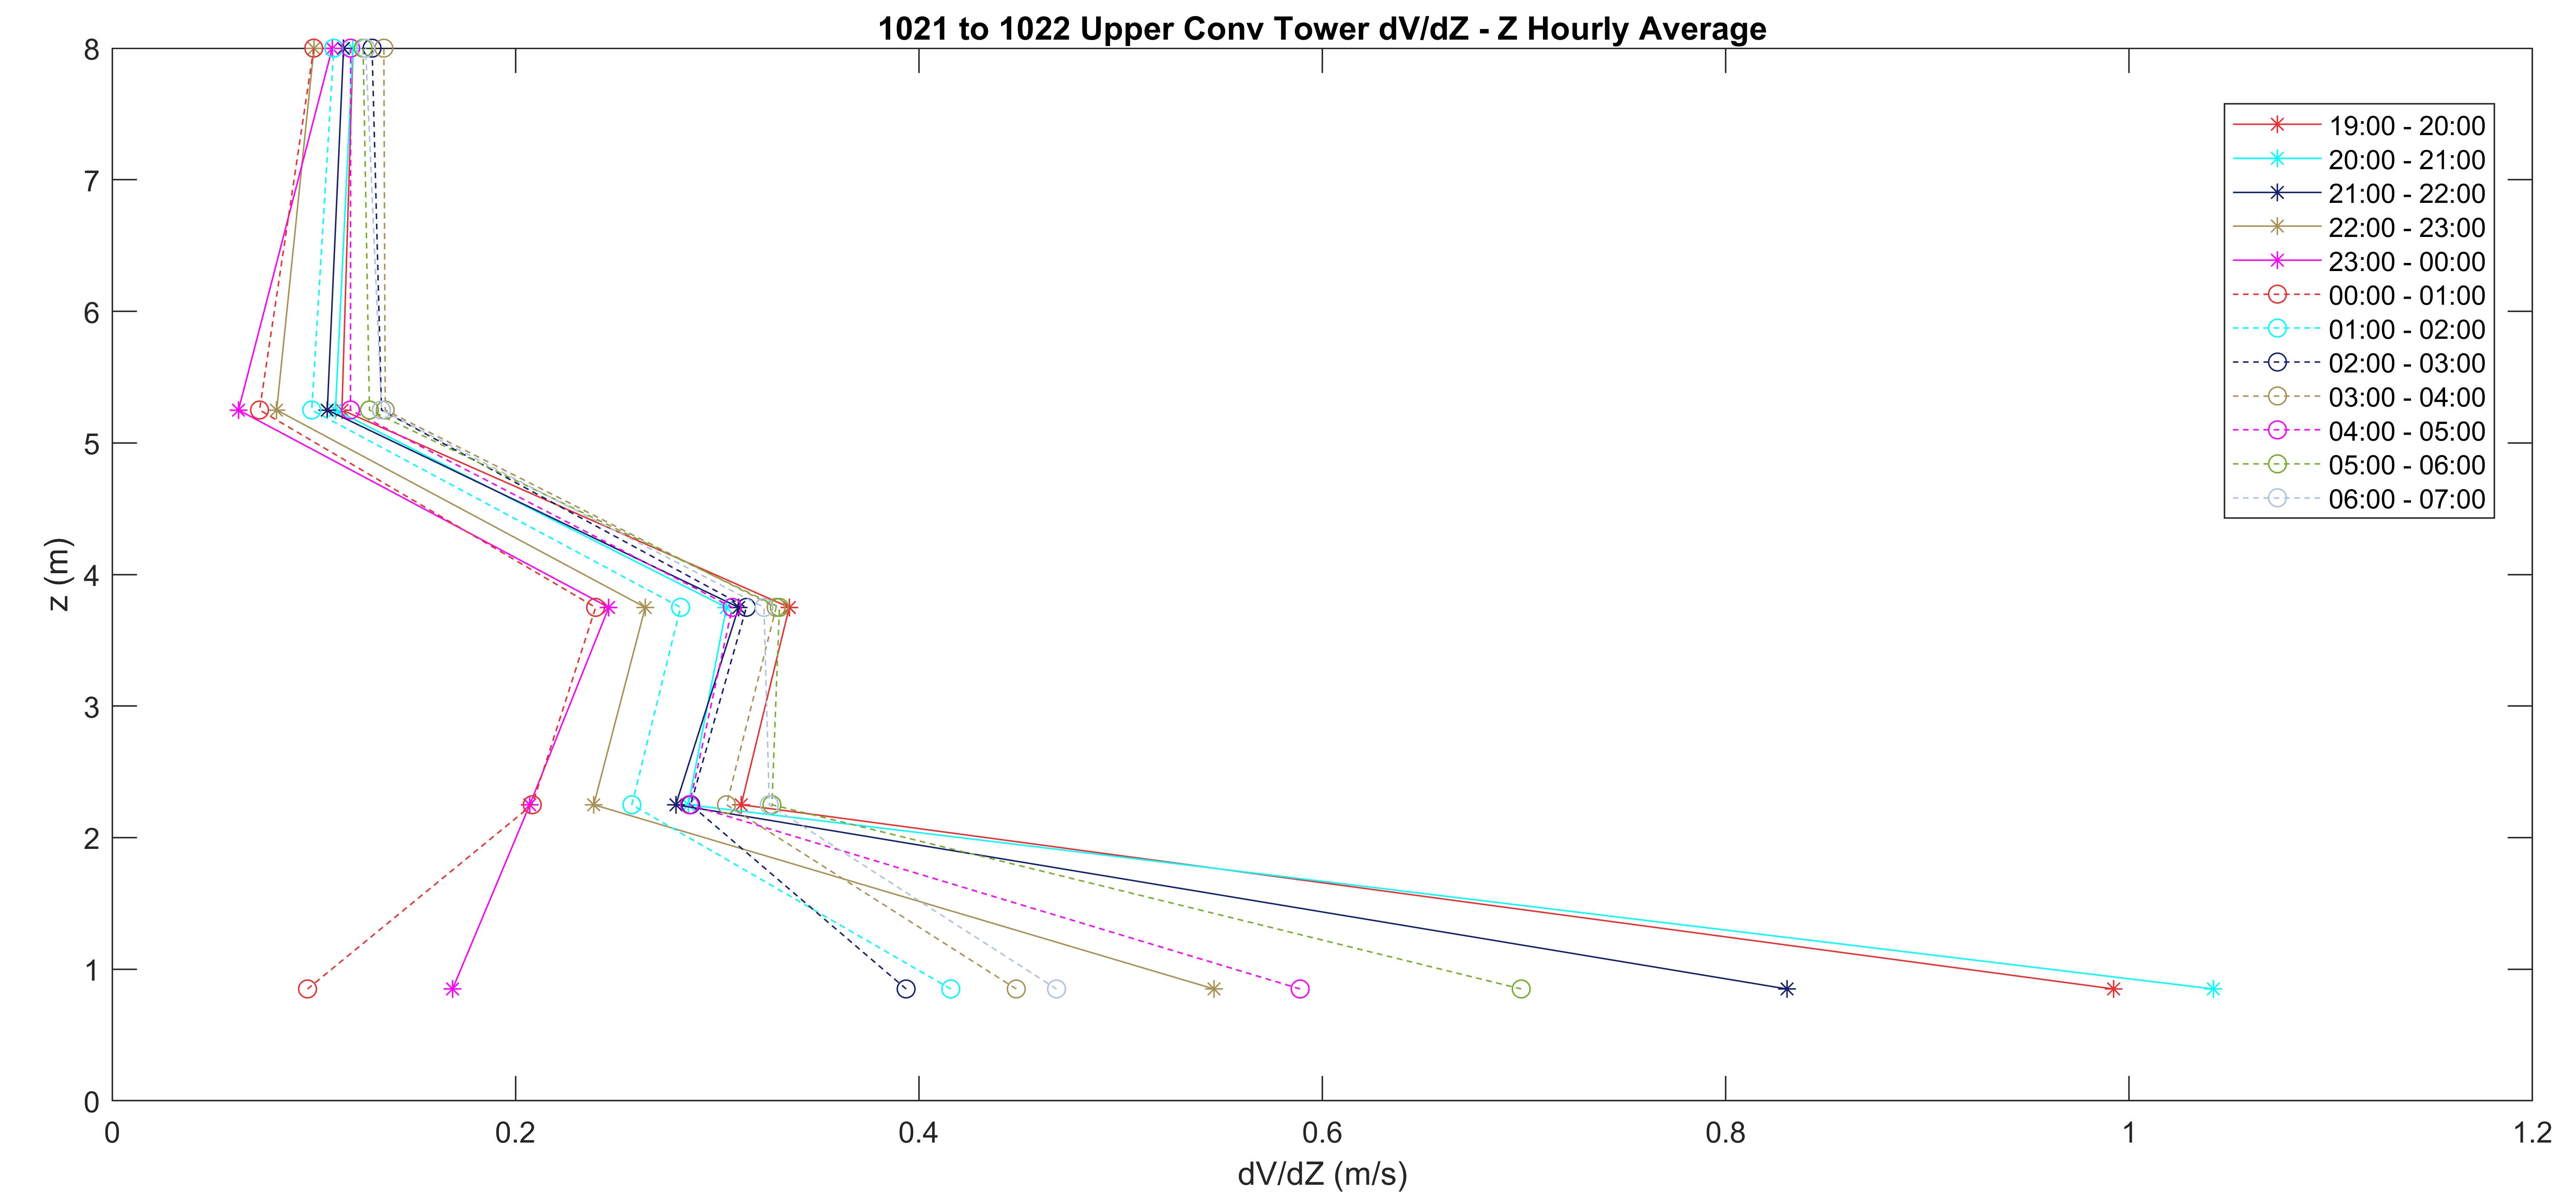 1021 to 1022 Upper Conv Tower dV/dZ - Z Hourly Average
8
7
6
5
4
3
2
1
0
z (m)
19:00 - 20:00
20:00 - 21:00
21:00 - 22:00
22:00 - 23:00
23:00 - 00:00
00:00 - 01:00
01:00 - 02:00
02:00 - 03:00
03:00 - 04:00
04:00 - 05:00
05:00 - 06:00
06:00 - 07:00
0 0.2 0.4 0.6 0.8 1 1.2
dV/dZ (m/s)